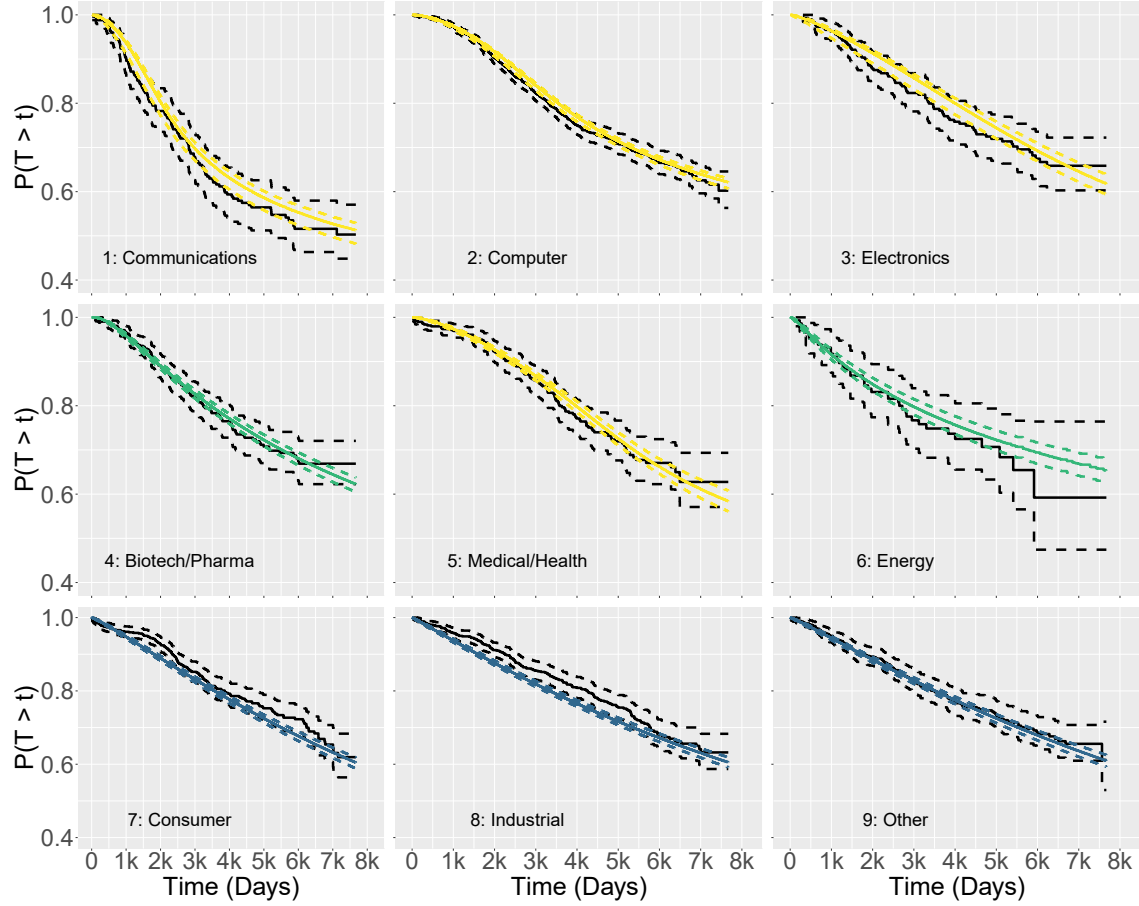 P(T > t)
1.0
0.8
0.6
0.4
1: Communications
2: Computer
3: Electronics
P(T > t)
1.0
0.8
0.6
0.4
4: Biotech/Pharma
5: Medical/Health
6: Energy
P(T > t)
1.0
0.8
0.6
0.4
7: Consumer
8: Industrial
9: Other
0 1k 2k 3k 4k 5k 6k 7k 8k
0 1k 2k 3k 4k 5k 6k 7k 8k
0 1k 2k 3k 4k 5k 6k 7k 8k
Time (Days)
Time (Days)
Time (Days)